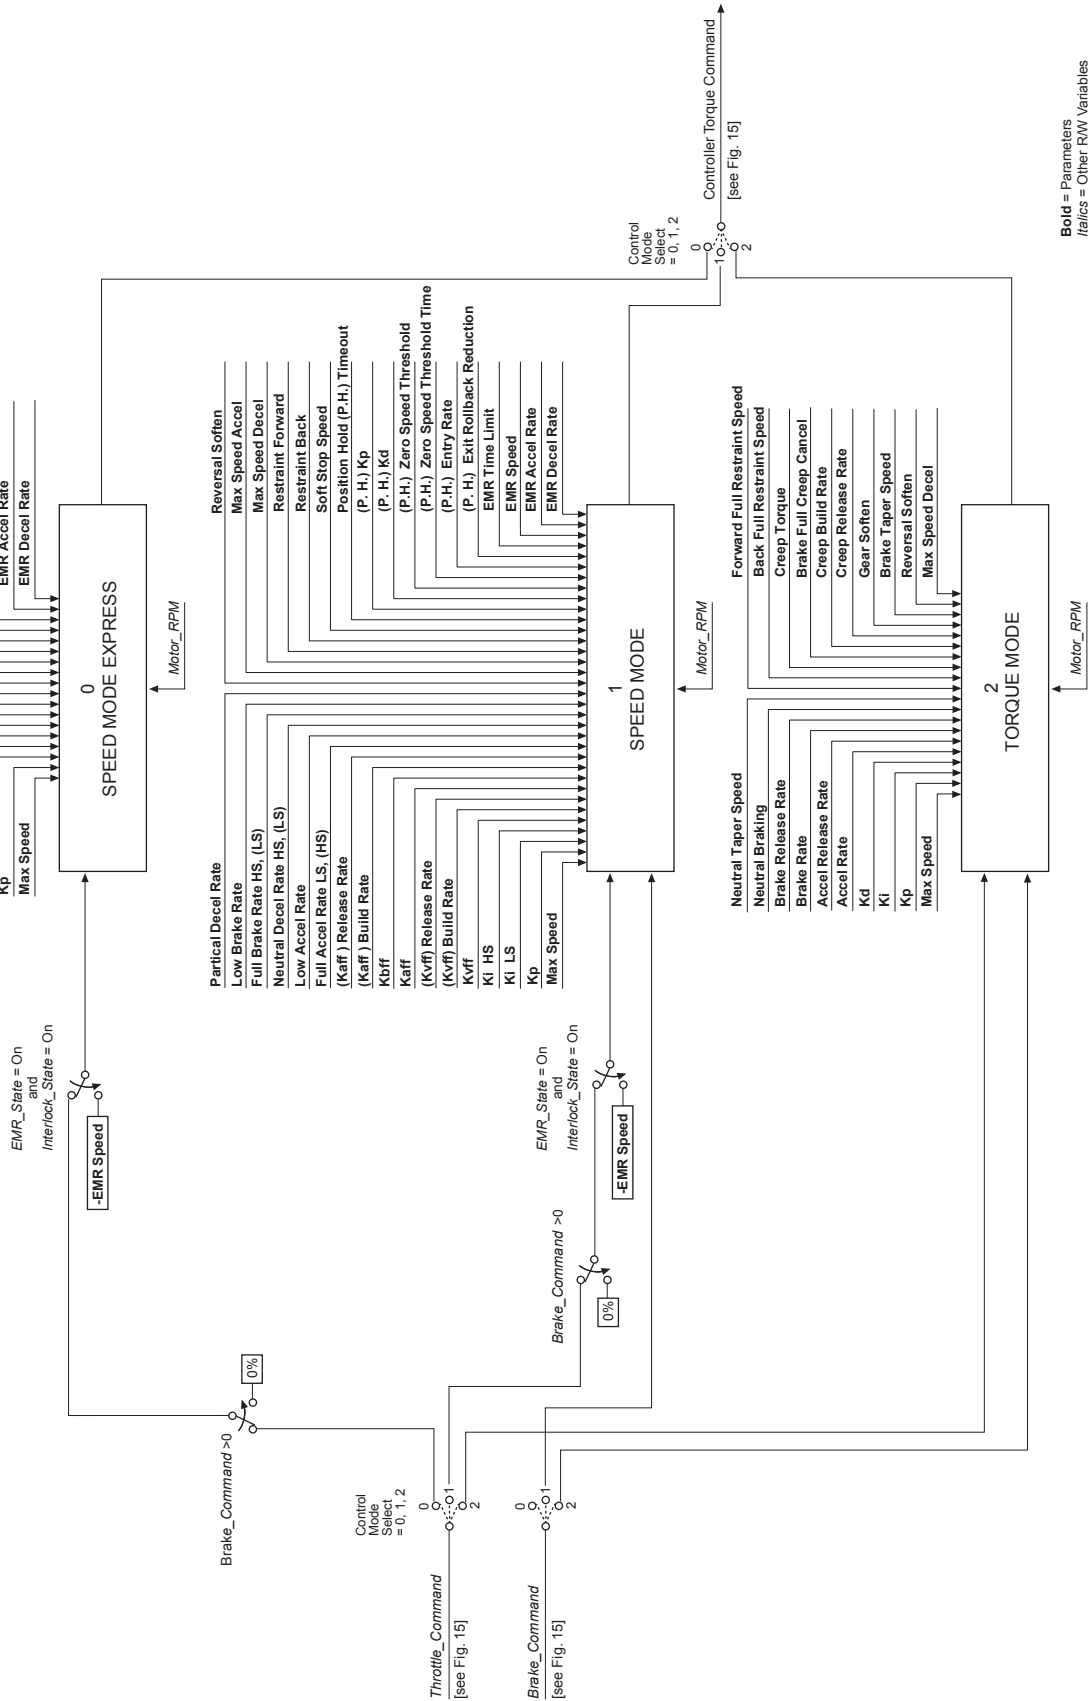 Throttle_Command
[see Fig. 15]
Brake_Command
[see Fig. 15]
Control
Mode
Select
= 0, 1, 2
0
1
2
0
1
2
Brake_Command >0
0%
EMR_State = On
and
Interlock_State = On
-EMR Speed
Kp
Max Speed
EMR Accel Rate
EMR Decel Rate
0
SPEED MODE EXPRESS
Motor_RPM
Brake_Command >0
0%
EMR_State = On
and
Interlock_State = On
-EMR Speed
Partical Decel Rate
Low Brake Rate
Full Brake Rate HS, (LS)
Neutral Decel Rate HS, (LS)
Low Accel Rate
Full Accel Rate LS, (HS)
(Kaff ) Release Rate
(Kaff ) Build Rate
Kbff
Kaff
(Kvff) Release Rate
(Kvff) Build Rate
Kvff
Ki HS
Ki LS
Kp
Max Speed
Reversal Soften
Max Speed Accel
Max Speed Decel
Restraint Forward
Restraint Back
Soft Stop Speed
Position Hold (P.H.) Timeout
(P. H.) Kp
(P. H.) Kd
(P.H.) Zero Speed Threshold
(P.H.) Zero Speed Threshold Time
(P.H.) Entry Rate
(P. H.) Exit Rollback Reduction
EMR Time Limit
EMR Speed
EMR Accel Rate
EMR Decel Rate
1
SPEED MODE
Motor_RPM
Neutral Taper Speed
Neutral Braking
Brake Release Rate
Brake Rate
Accel Release Rate
Accel Rate
Kd
Ki
Kp
Max Speed
Forward Full Restraint Speed
Back Full Restraint Speed
Creep Torque
Brake Full Creep Cancel
Creep Build Rate
Creep Release Rate
Gear Soften
Brake Taper Speed
Reversal Soften
Max Speed Decel
2
TORQUE MODE
Motor_RPM
Control
Mode
Select
= 0, 1, 2
0
1
2
Controller Torque Command
[see Fig. 15]
Bold = Parameters
Italics = Other R/W Variables